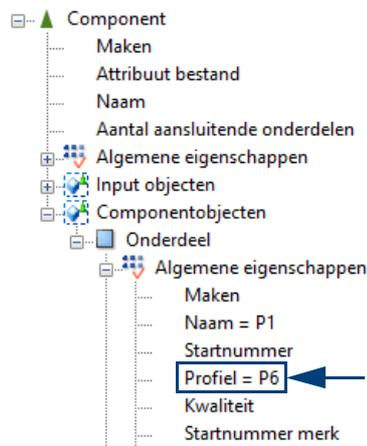 Component
Maken
Attribuut bestand
Naam
Aantal aansluitende onderdelen
Algemene eigenschappen
Input objecten
Componentobjecten
Onderdeel
Algemene eigenschappen
Maken
Naam = P1
Startnummer
Profiel = P6
Kwaliteit
Startnummer merk